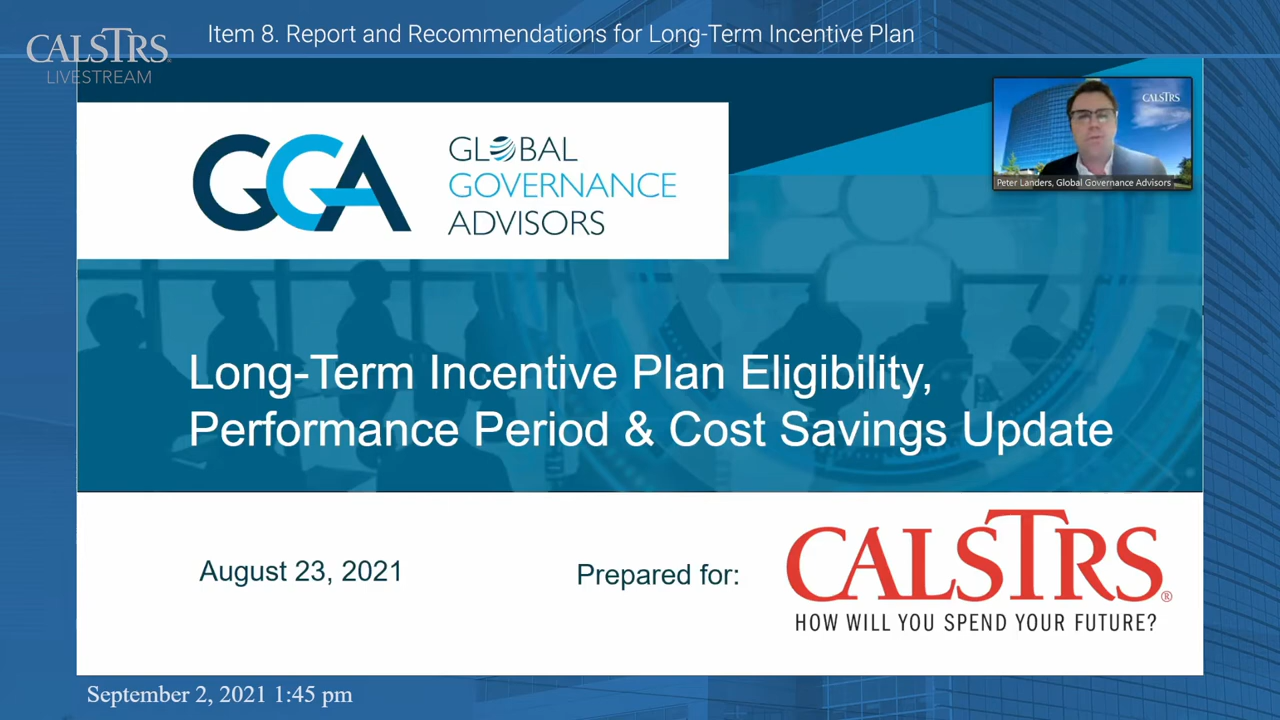 Item 8. Report and Recommendations for Long-Term Incentive Plan
CALSTRS
LIVESTREAM
CALSTRS
Peter Landers, Global Governance Advisors
GGA
GLOBAL
GOVERNANCE
ADVISORS
Long-Term Incentive Plan Eligibility,
Performance Period & Cost Savings Update
August 23, 2021
Prepared for:
CALSTRS®
HOW WILL YOU SPEND YOUR FUTURE?
September 2, 2021 1:45 pm